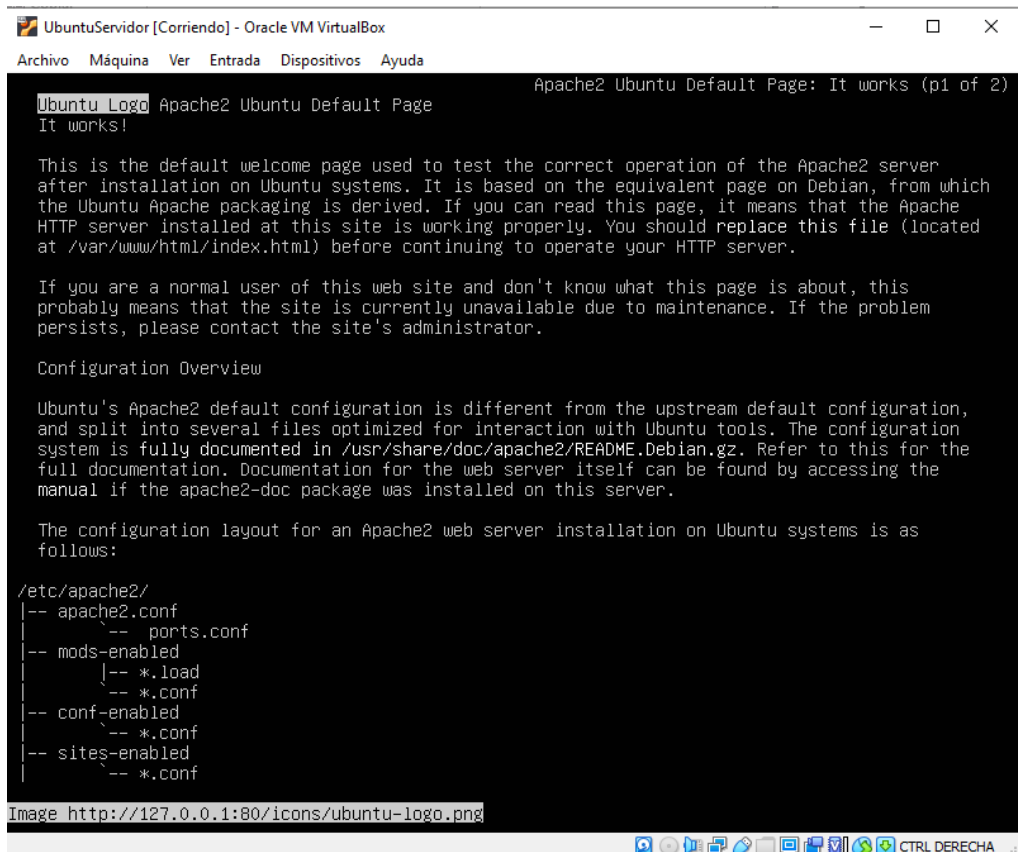 UbuntuServidor [Corriendo] - Oracle VM VirtualBox
Archivo Máquina Ver Entrada Dispositivos Ayuda
Apache2 Ubuntu Default Page: It works (p1 of 2)
Ubuntu Logo Apache2 Ubuntu Default Page
It works!
This is the default welcome page used to test the correct operation of the Apache2 server
after installation on Ubuntu systems. It is based on the equivalent page on Debian, from which
the Ubuntu Apache packaging is derived. If you can read this page, it means that the Apache
HTTP server installed at this site is working properly. You should replace this file (located
at /var/www/html/index.html) before continuing to operate your HTTP server.
If you are a normal user of this web site and don't know what this page is about, this
probably means that the site is currently unavailable due to maintenance. If the problem
persists, please contact the site's administrator.
Configuration Overview
Ubuntu's Apache2 default configuration is different from the upstream default configuration,
and split into several files optimized for interaction with Ubuntu tools. The configuration
system is fully documented in /usr/share/doc/apache2/README.Debian.gz. Refer to this for the
full documentation. Documentation for the web server itself can be found by accessing the
manual if the apache2-doc package was installed on this server.
The configuration layout for an Apache2 web server installation on Ubuntu systems is as
follows:
/etc/apache2/
|-- apache2.conf
|       `--  ports.conf
|-- mods-enabled
|       |-- *.load
|       `-- *.conf
|-- conf-enabled
|       `-- *.conf
|-- sites-enabled
|       `-- *.conf
Image http://127.0.0.1:80/icons/ubuntu-logo.png
CTRL DERECHA